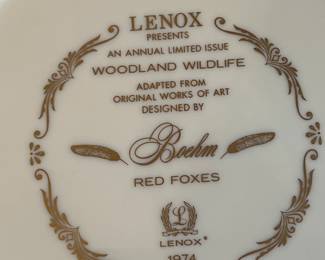 LENOX
PRESENTS
AN ANNUAL LIMITED ISSUE
WOODLAND WILDLIFE
ADAPTED FROM
ORIGINAL WORKS OF ART
DESIGNED BY
Boehm
RED FOXES
L
LENOX®
1974